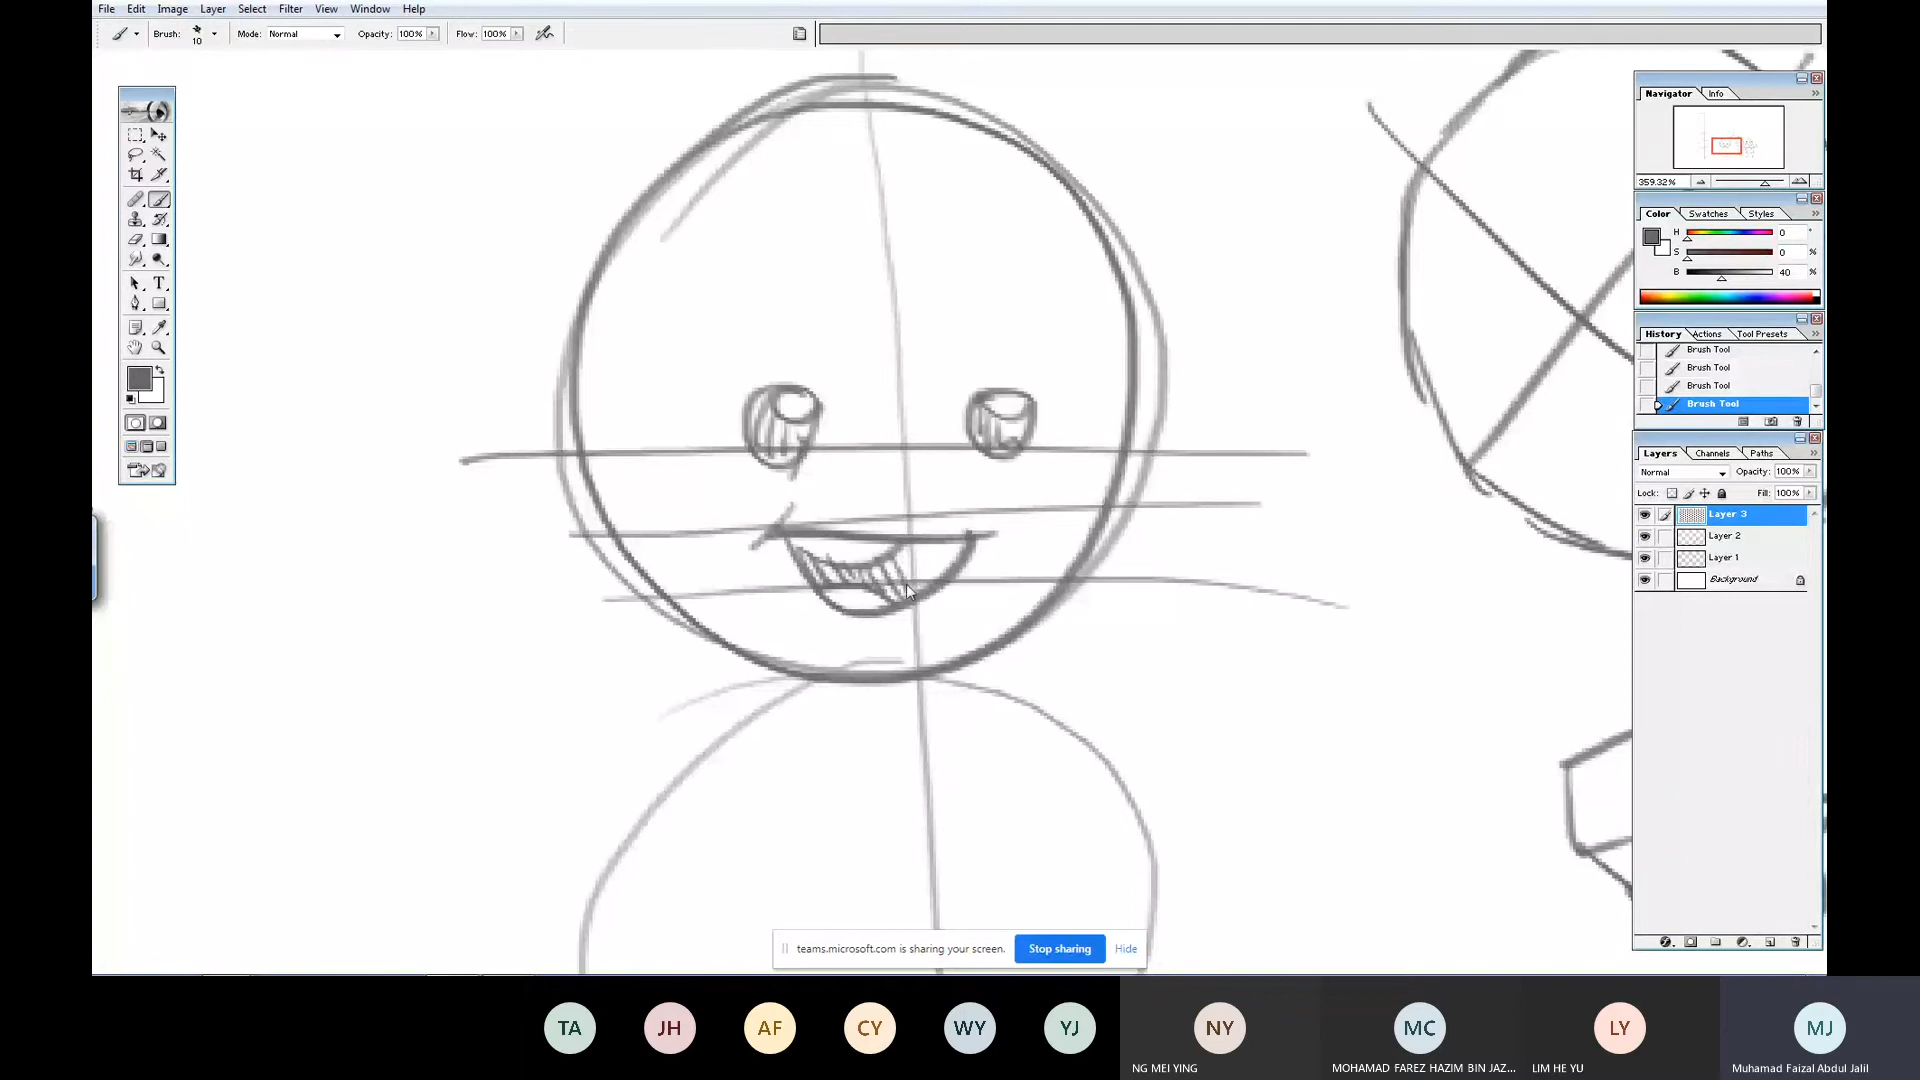 File Edit Image Layer Select Filter View Window Help
Brush: 10 Mode: Normal Opacity: 100% Flow: 100%
Navigator Info
359.32%
Color Swatches Styles
H 0 °
S 0 %
B 40 %
History Actions Tool Presets
Brush Tool
Brush Tool
Brush Tool
Brush Tool
Layers Channels Paths
Normal Opacity: 100%
Lock: Fill: 100%
Layer 3
Layer 2
Layer 1
Background
teams.microsoft.com is sharing your screen. Stop sharing Hide
TA JH AF CY WY YJ NY MC LY MJ
NG MEI YING MOHAMAD FAREZ HAZIM BIN JAZ... LIM HE YU Muhamad Faizal Abdul Jalil